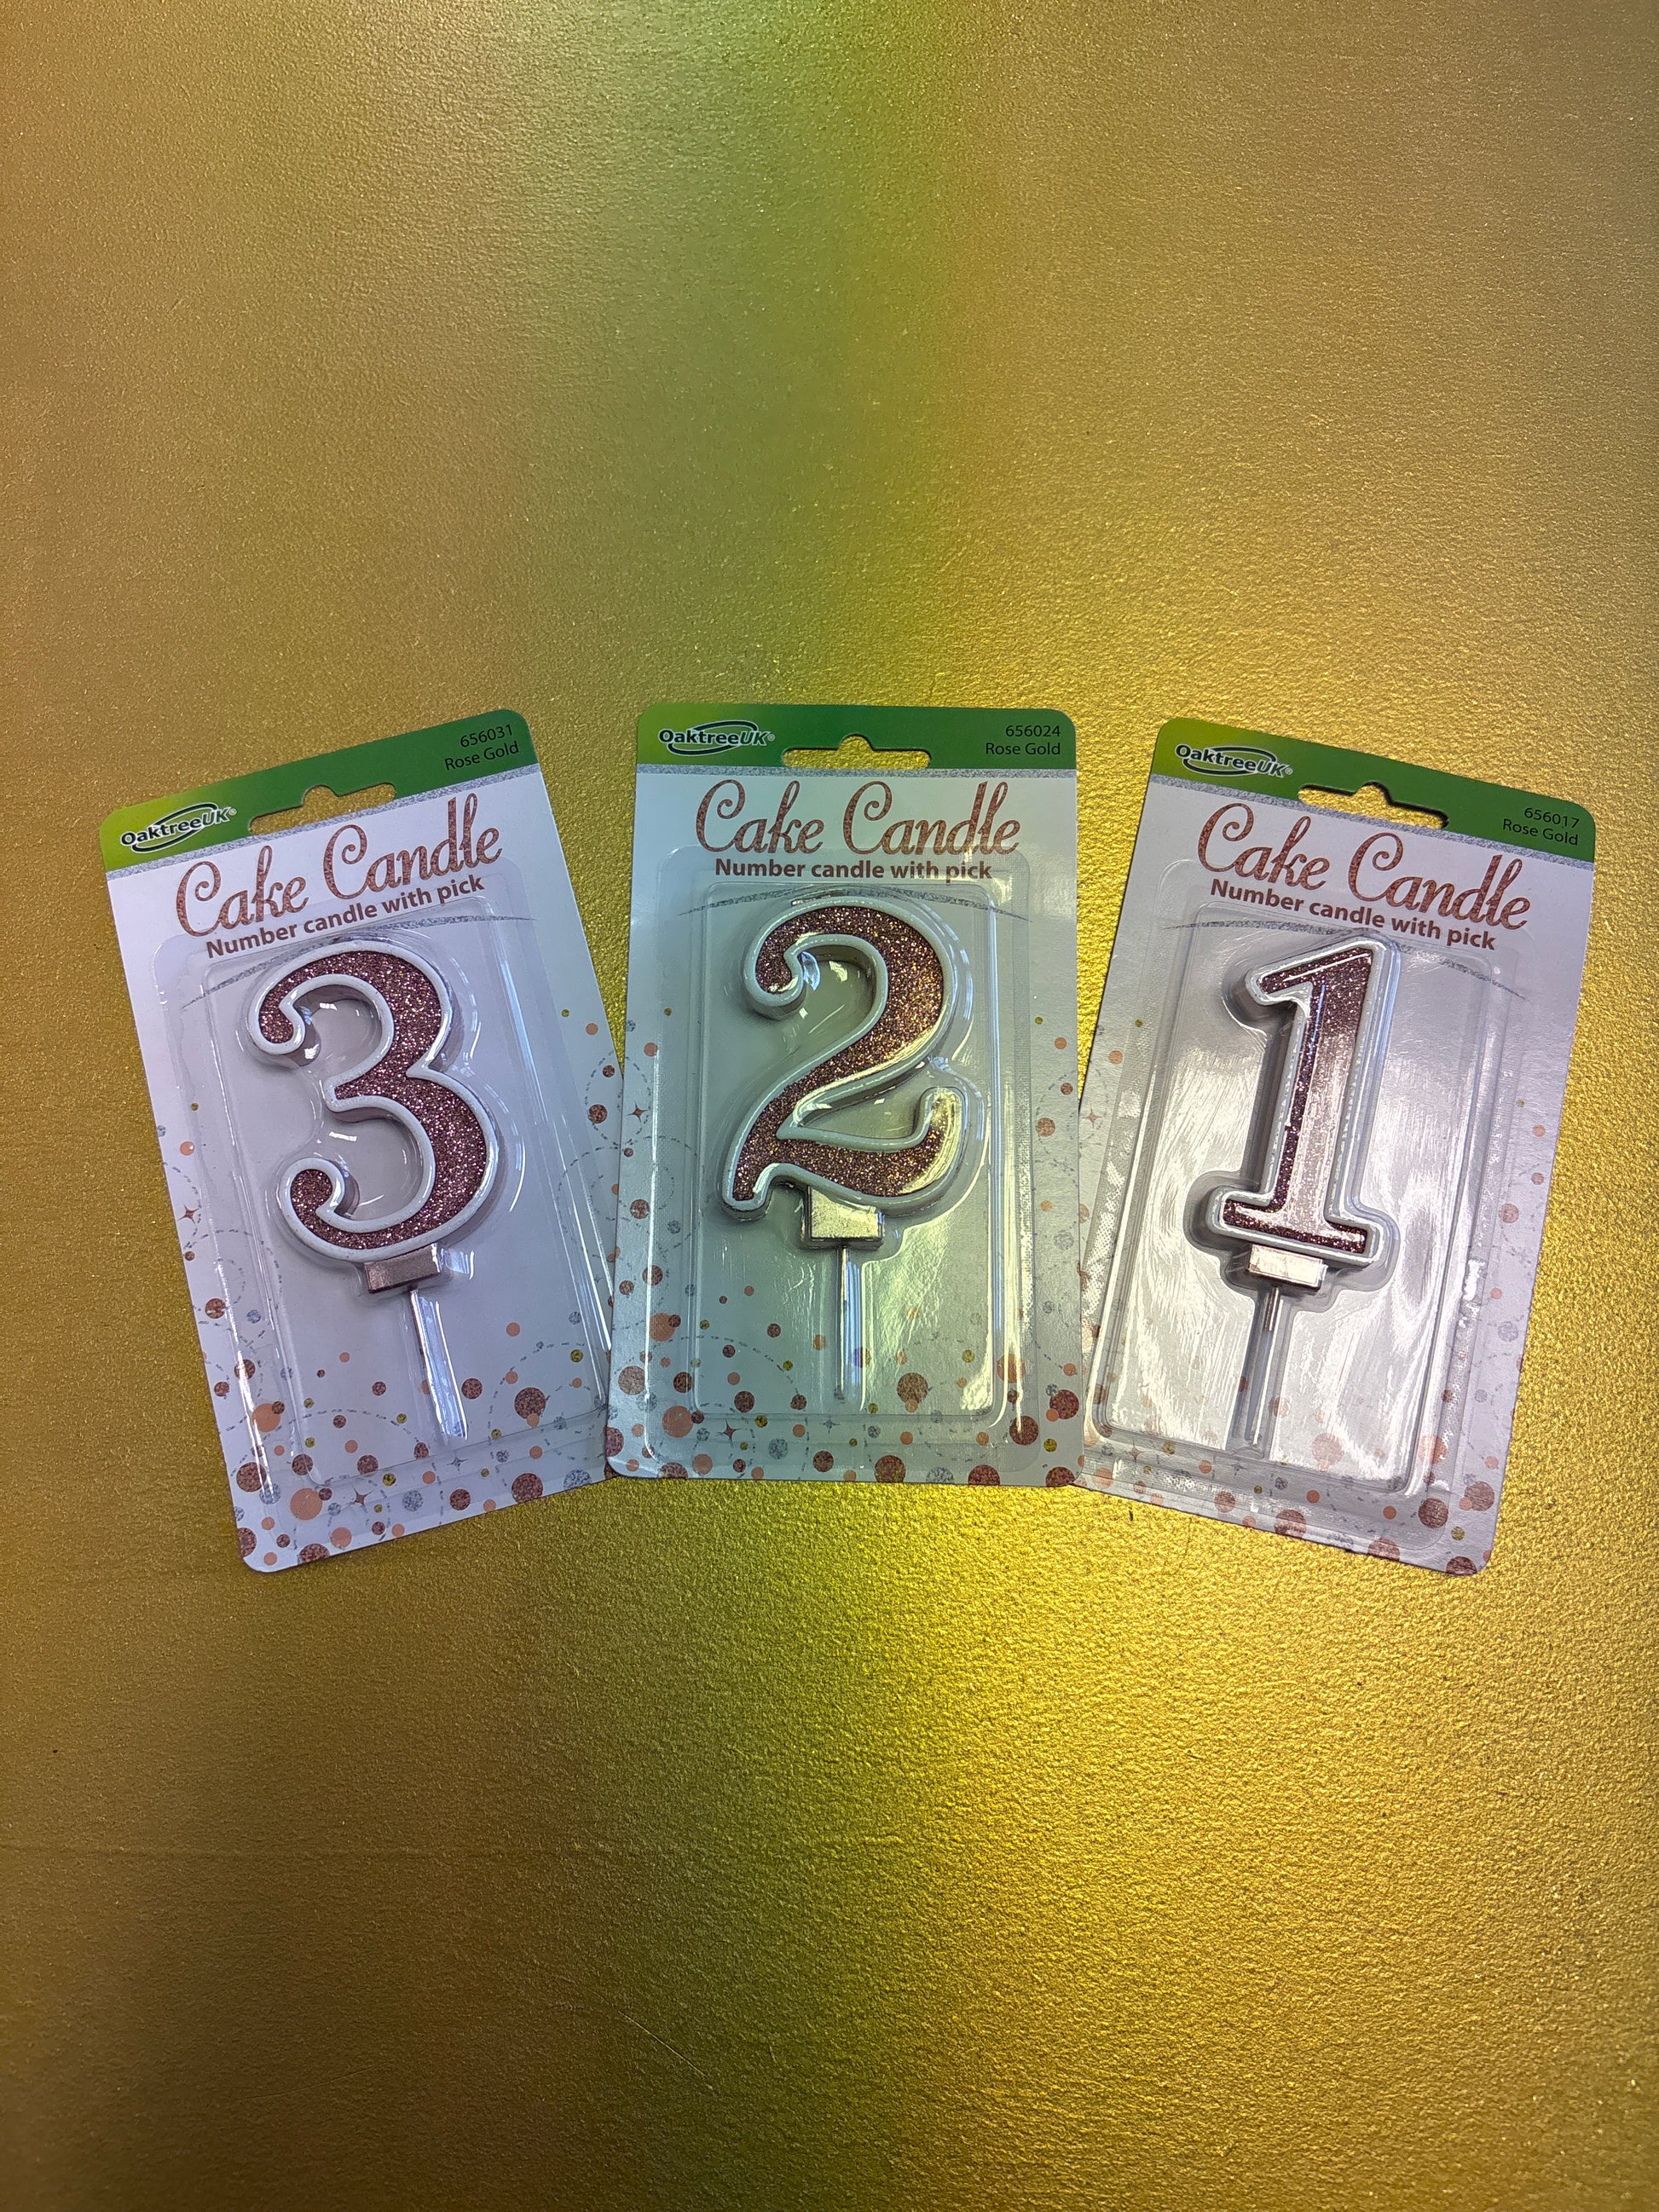 OaktreeUK®
656031
Rose Gold
Cake Candle
Number candle with pick
3
OaktreeUK®
656024
Rose Gold
Cake Candle
Number candle with pick
2
OaktreeUK®
656017
Rose Gold
Cake Candle
Number candle with pick
1